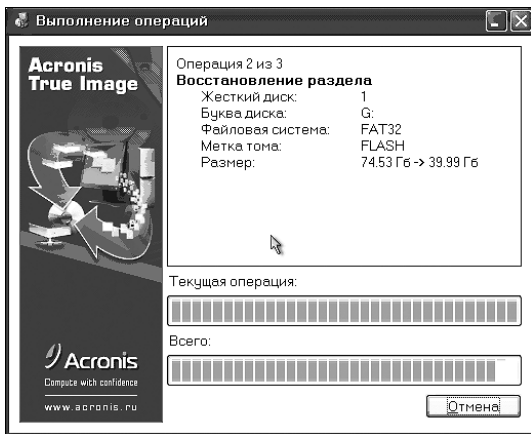 Выполнение операций
Acronis
True Image
Acronis
Compute with confidence
www.acronis.ru
Операция 2 из 3
Восстановление раздела
Жесткий диск: 1
Буква диска: G:
Файловая система: FAT32
Метка тома: FLASH
Размер: 74.53 Гб -> 39.99 Гб
Текущая операция:
Всего:
Отмена